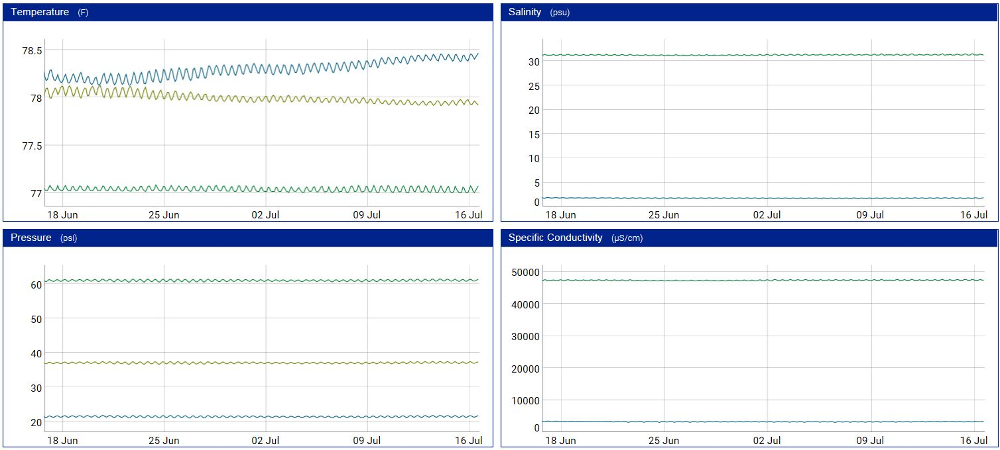 Temperature (F)
78.5
78
77.5
77
18 Jun 25 Jun 02 Jul 09 Jul 16 Jul
Salinity (psu)
30
25
20
15
10
5
0
18 Jun 25 Jun 02 Jul 09 Jul 16 Jul
Pressure (psi)
60
50
40
30
20
18 Jun 25 Jun 02 Jul 09 Jul 16 Jul
Specific Conductivity (µS/cm)
50000
40000
30000
20000
10000
0
18 Jun 25 Jun 02 Jul 09 Jul 16 Jul